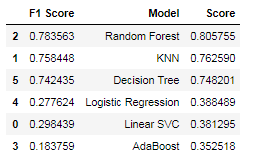 F1 Score Model Score
2 0.783563 Random Forest 0.805755
1 0.758448 KNN 0.762590
5 0.742435 Decision Tree 0.748201
4 0.277624 Logistic Regression 0.388489
0 0.298439 Linear SVC 0.381295
3 0.183759 AdaBoost 0.352518